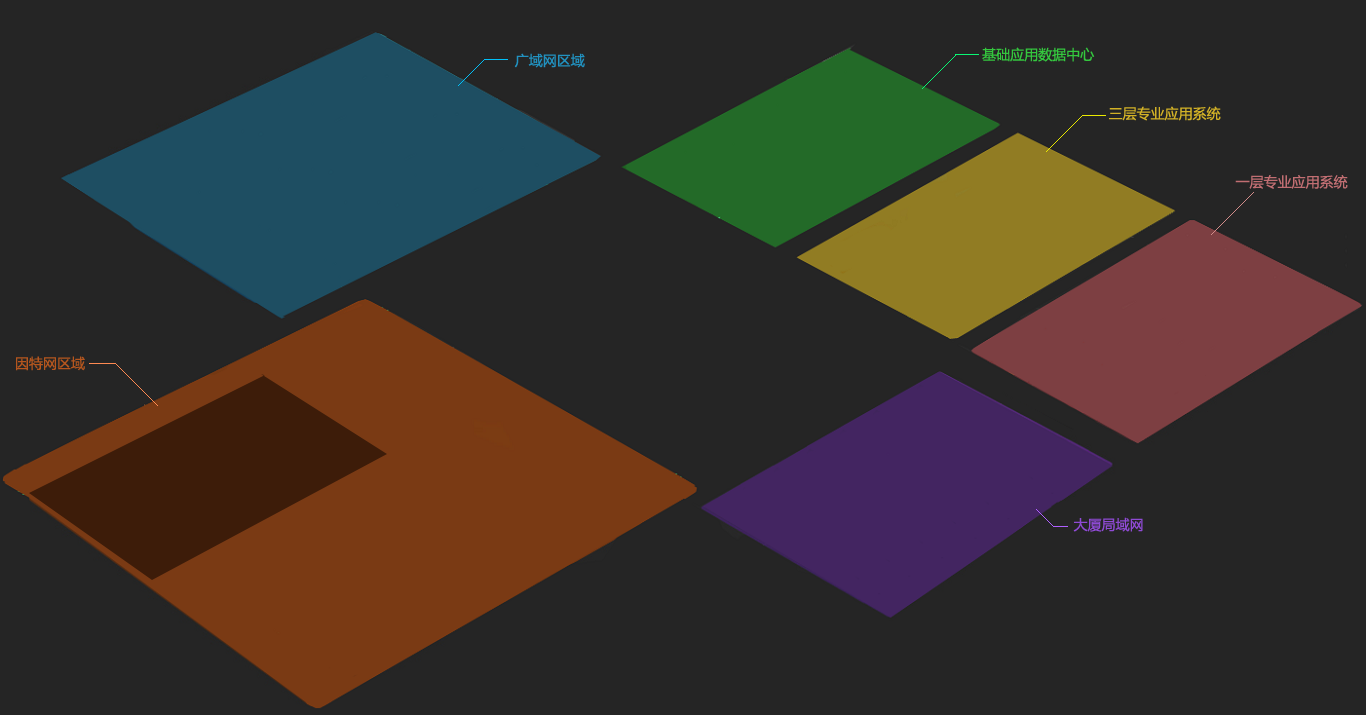 广域网区域
基础应用数据中心
三层专业应用系统
一层专业应用系统
因特网区域
大厦局域网